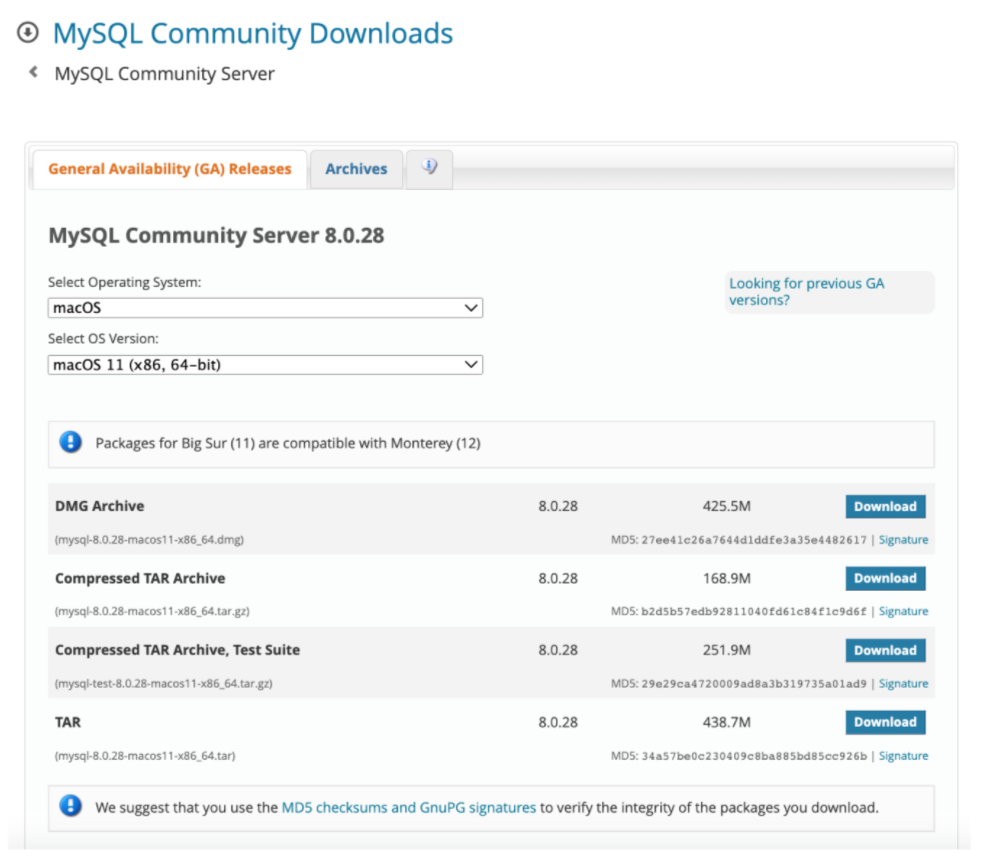 MySQL Community Downloads
MySQL Community Server
General Availability (GA) Releases
Archives
MySQL Community Server 8.0.28
Select Operating System:
Looking for previous GA
versions?
macOS
Select OS Version:
macOS 11 (x86, 64-bit)
Packages for Big Sur (11) are compatible with Monterey (12)
DMG Archive 8.0.28 425.5M Download
(mysql-8.0.28-macos11-x86_64.dmg) MD5: 27ee41c26a7644d1ddfe3a35e4482617 | Signature
Compressed TAR Archive 8.0.28 168.9M Download
(mysql-8.0.28-macos11-x86_64.tar.gz) MD5: b2d5b57edb92811040fd61c84f1c9d6f | Signature
Compressed TAR Archive, Test Suite 8.0.28 251.9M Download
(mysql-test-8.0.28-macos11-x86_64.tar.gz) MD5: 29e29ca4720009ad8a3b319735a01ad9 | Signature
TAR 8.0.28 438.7M Download
(mysql-8.0.28-macos11-x86_64.tar) MD5: 34a57be0c230409c8ba885bd85cc926b | Signature
We suggest that you use the MD5 checksums and GnuPG signatures to verify the integrity of the packages you download.